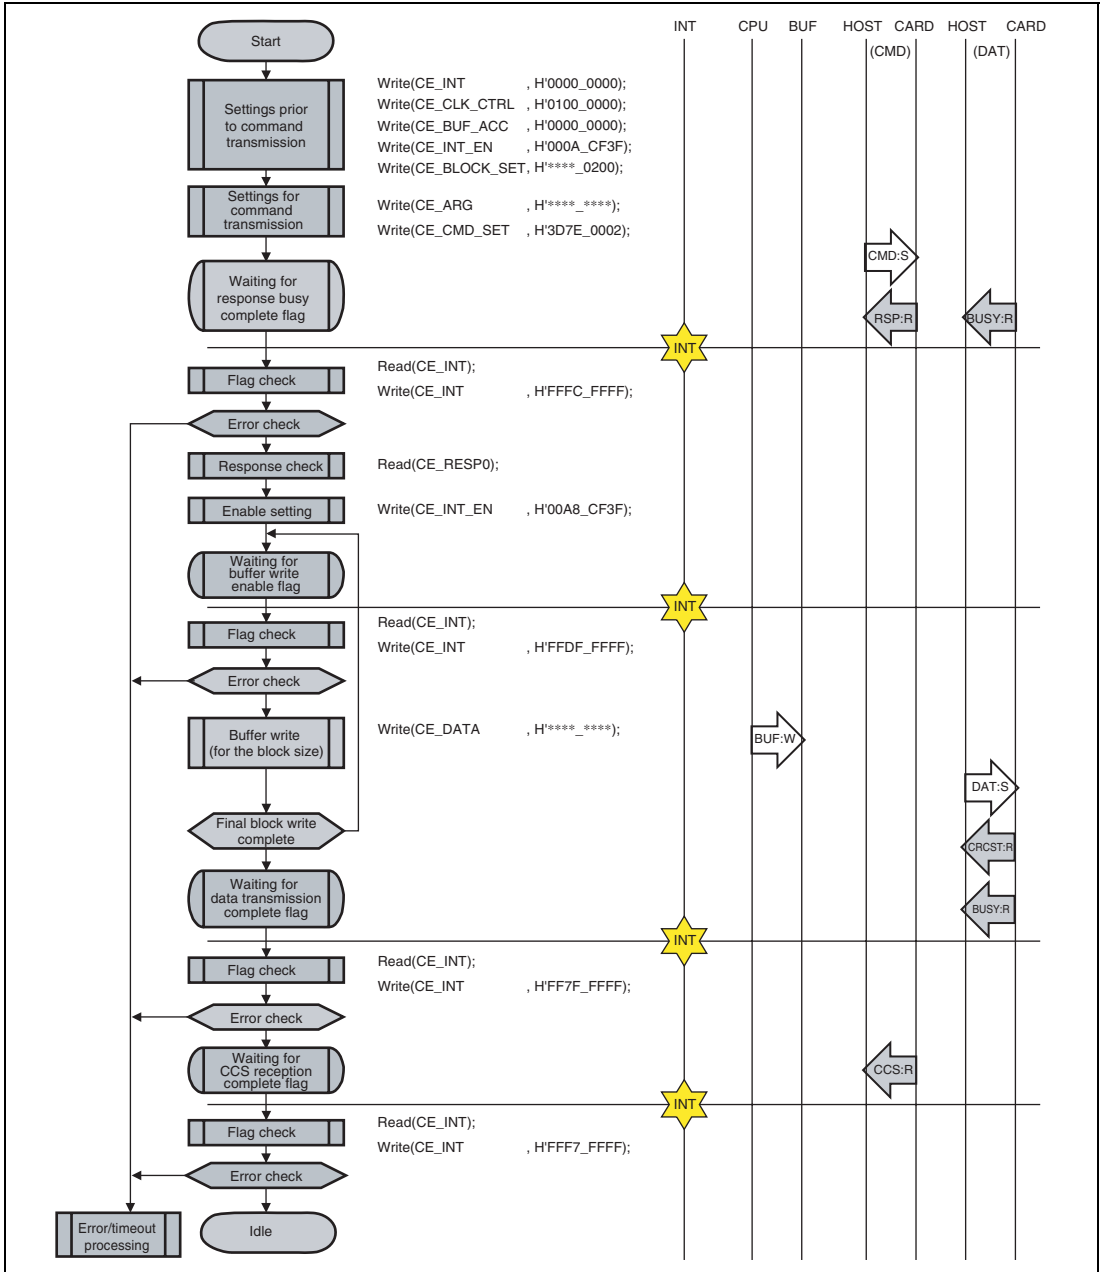 INT CPU BUF HOST CARD HOST CARD
(CMD) (DAT)
Start
Settings prior
to command
transmission
Write(CE_INT , H'0000_0000);
Write(CE_CLK_CTRL , H'0100_0000);
Write(CE_BUF_ACC , H'0000_0000);
Write(CE_INT_EN , H'000A_CF3F);
Write(CE_BLOCK_SET, H'****_0200);
Settings for
command
transmission
Write(CE_ARG , H'****_****);
Write(CE_CMD_SET , H'3D7E_0002);
CMD:S
Waiting for
response busy
complete flag
RSP:R
BUSY:R
INT
Flag check
Read(CE_INT);
Write(CE_INT , H'FFFC_FFFF);
Error check
Response check
Read(CE_RESP0);
Enable setting
Write(CE_INT_EN , H'00A8_CF3F);
Waiting for
buffer write
enable flag
INT
Flag check
Read(CE_INT);
Write(CE_INT , H'FFDF_FFFF);
Error check
Buffer write
(for the block size)
Write(CE_DATA , H'****_****);
BUF:W
DAT:S
Final block write
complete
CRCST:R
Waiting for
data transmission
complete flag
BUSY:R
INT
Flag check
Read(CE_INT);
Write(CE_INT , H'FF7F_FFFF);
Error check
Waiting for
CCS reception
complete flag
CCS:R
INT
Flag check
Read(CE_INT);
Write(CE_INT , H'FFF7_FFFF);
Error check
Error/timeout
processing
Idle